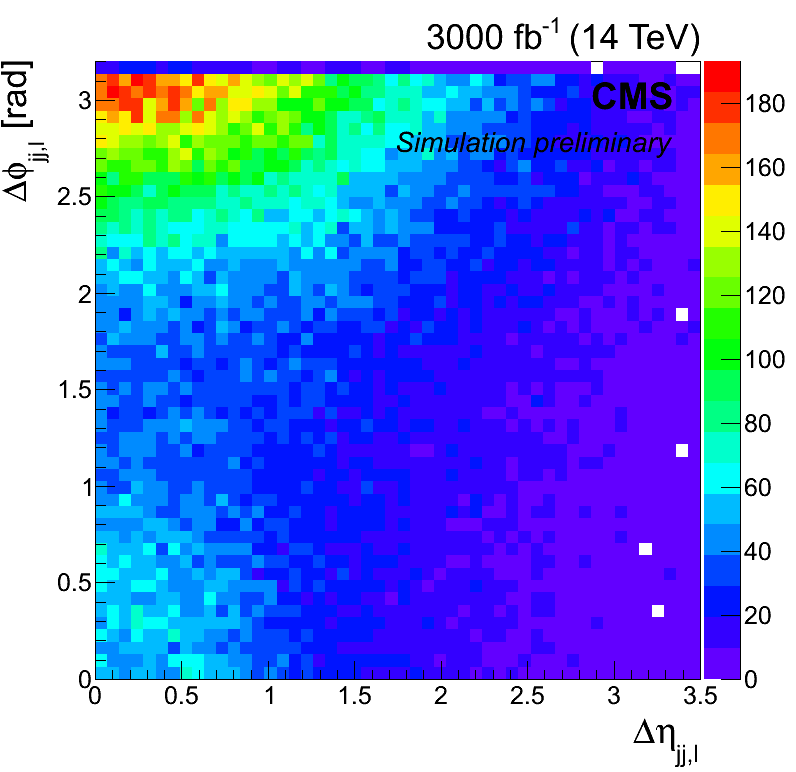 3000 fb-1 (14 TeV)
CMS
Simulation preliminary
Δϕjj,l [rad]
3
2.5
2
1.5
1
0.5
0
0 0.5 1 1.5 2 2.5 3 3.5
Δηjj,l
180
160
140
120
100
80
60
40
20
0